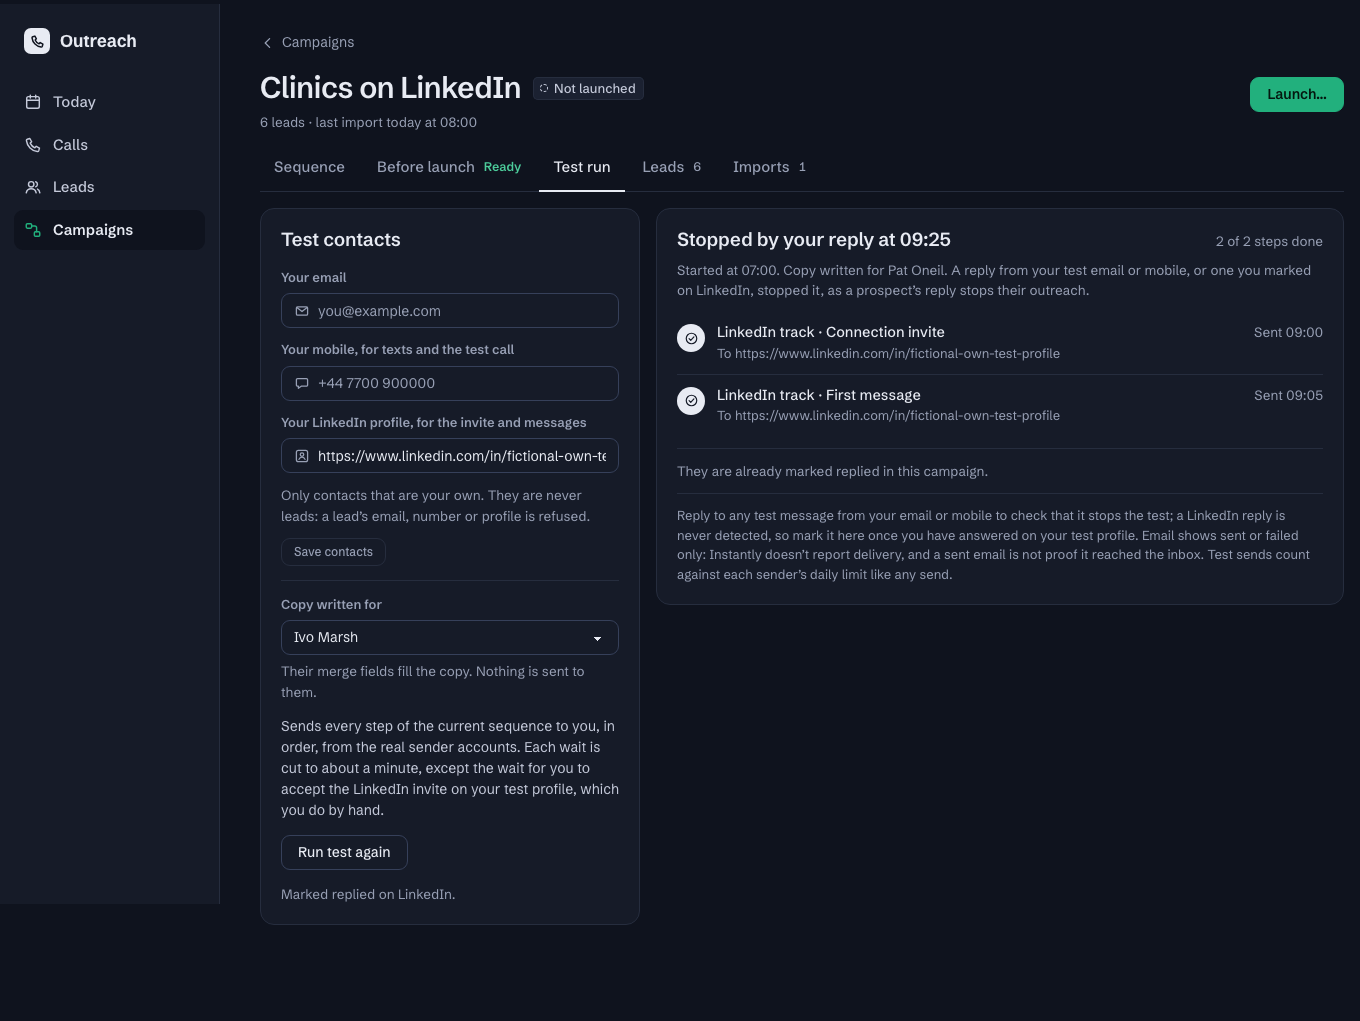 Outreach
Today
Calls
Leads
Campaigns
Campaigns
Clinics on LinkedIn
Not launched
Launch...
6 leads · last import today at 08:00
Sequence
Before launch Ready
Test run
Leads 6
Imports 1
Test contacts
Your email
you@example.com
Your mobile, for texts and the test call
+44 7700 900000
Your LinkedIn profile, for the invite and messages
https://www.linkedin.com/in/fictional-own-te
Only contacts that are your own. They are never
leads: a lead’s email, number or profile is refused.
Save contacts
Copy written for
Ivo Marsh
Their merge fields fill the copy. Nothing is sent to
them.
Sends every step of the current sequence to you, in
order, from the real sender accounts. Each wait is
cut to about a minute, except the wait for you to
accept the LinkedIn invite on your test profile, which
you do by hand.
Run test again
Marked replied on LinkedIn.
Stopped by your reply at 09:25
2 of 2 steps done
Started at 07:00. Copy written for Pat Oneil. A reply from your test email or mobile, or one you marked
on LinkedIn, stopped it, as a prospect’s reply stops their outreach.
LinkedIn track · Connection invite
Sent 09:00
To https://www.linkedin.com/in/fictional-own-test-profile
LinkedIn track · First message
Sent 09:05
To https://www.linkedin.com/in/fictional-own-test-profile
They are already marked replied in this campaign.
Reply to any test message from your email or mobile to check that it stops the test; a LinkedIn reply is
never detected, so mark it here once you have answered on your test profile. Email shows sent or failed
only: Instantly doesn’t report delivery, and a sent email is not proof it reached the inbox. Test sends count
against each sender’s daily limit like any send.